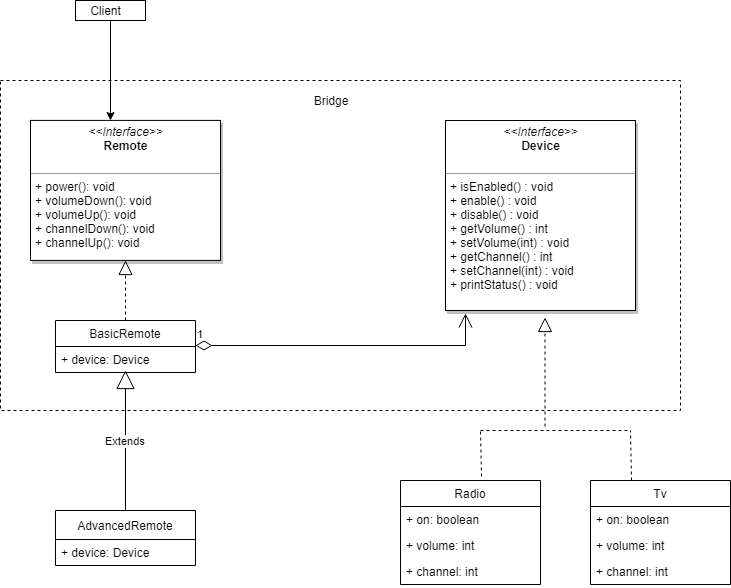 Client
Bridge
<<Interface>>
Remote
+ power(): void
+ volumeDown(): void
+ volumeUp(): void
+ channelDown(): void
+ channelUp(): void
<<Interface>>
Device
+ isEnabled() : void
+ enable() : void
+ disable() : void
+ getVolume() : int
+ setVolume(int) : void
+ getChannel() : int
+ setChannel(int) : void
+ printStatus() : void
BasicRemote
+ device: Device
1
Extends
AdvancedRemote
+ device: Device
Radio
+ on: boolean
+ volume: int
+ channel: int
Tv
+ on: boolean
+ volume: int
+ channel: int